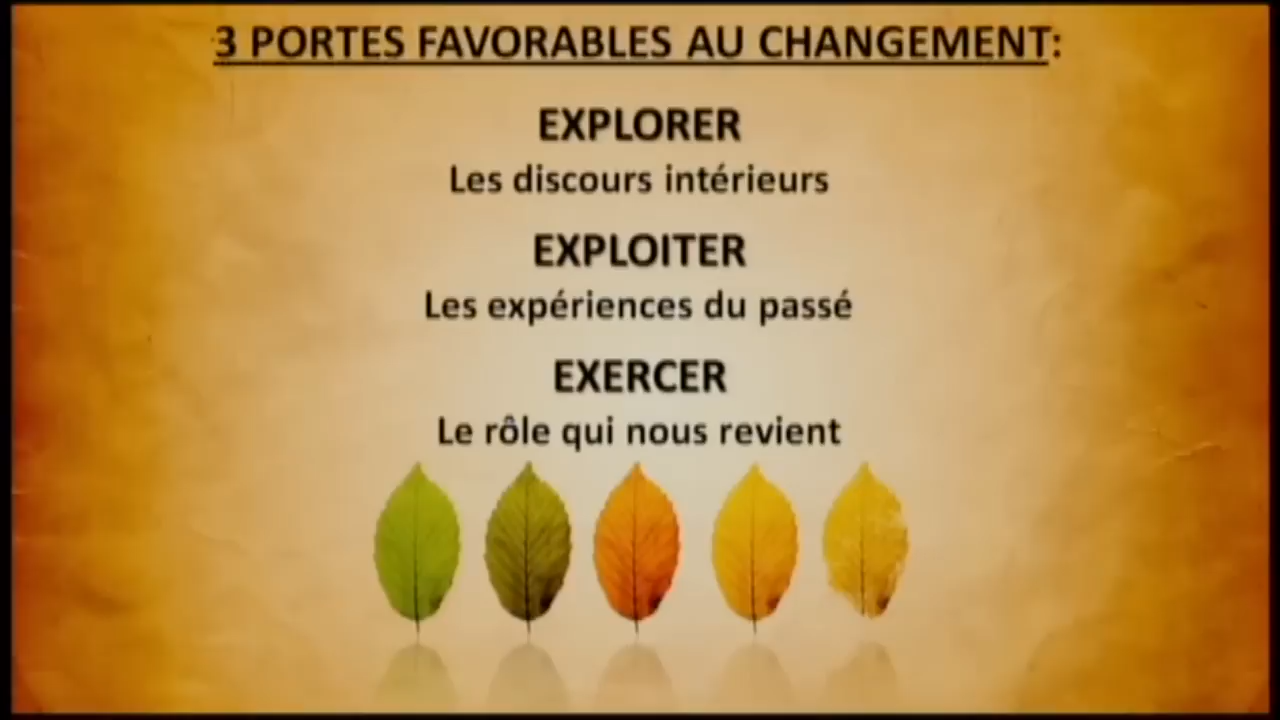 3 PORTES FAVORABLES AU CHANGEMENT:
EXPLORER
Les discours intérieurs
EXPLOITER
Les expériences du passé
EXERCER
Le rôle qui nous revient